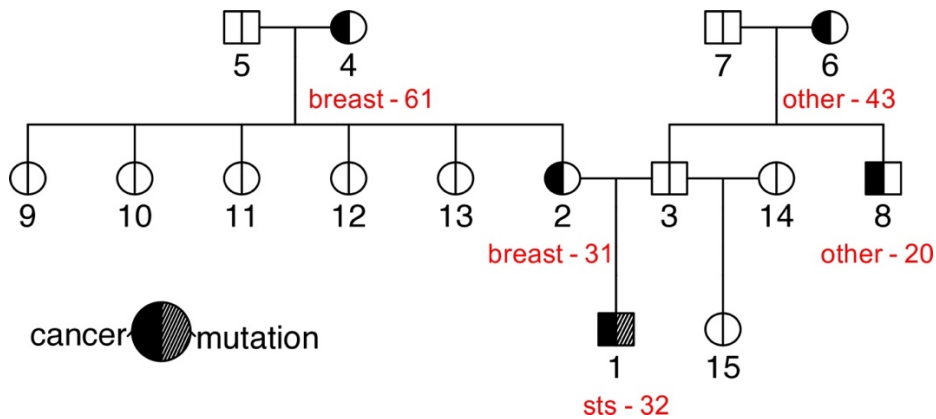 5 4 7 6
breast - 61 other - 43
9 10 11 12 13 2 3 14 8
breast - 31 other - 20
cancer mutation
1 15
sts - 32